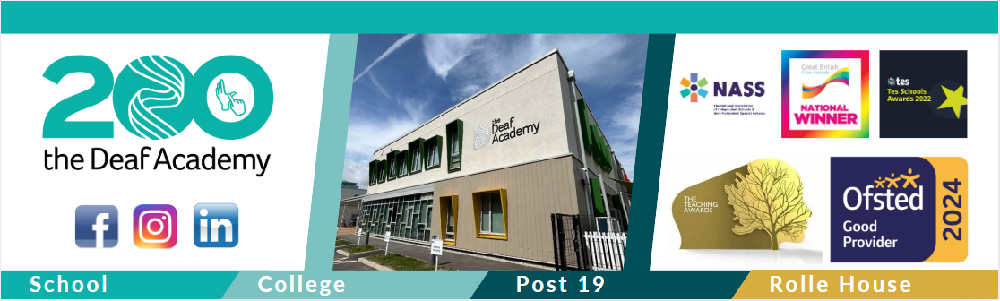 200
the Deaf Academy
the
Deaf
Academy
NASS
The National Association
of Independent Schools &
Non-Maintained Special Schools
Great British
Care Awards
NATIONAL
WINNER
tes
Tes Schools
Awards 2022
THE
TEACHING
AWARDS
Ofsted
Good
Provider
2024
School
College
Post 19
Rolle House